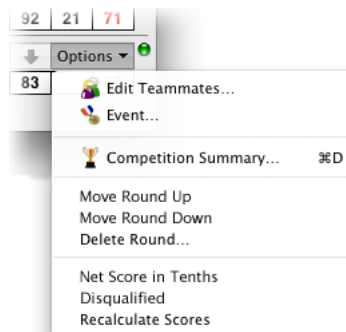 92 21 71
Options
83
Edit Teammates...
Event...
Competition Summary... ⌘D
Move Round Up
Move Round Down
Delete Round...
Net Score in Tenths
Disqualified
Recalculate Scores